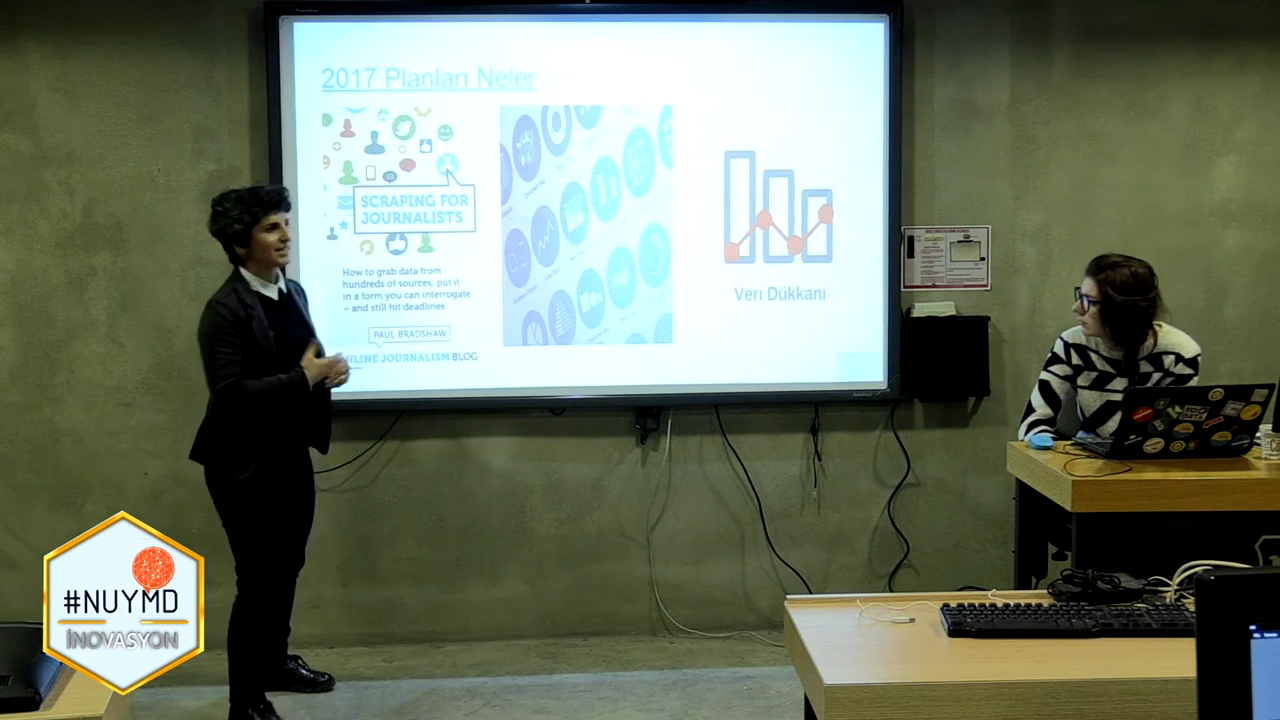 2017 Planları Neler
SCRAPING FOR
JOURNALISTS
How to grab data from
hundreds of sources, put it
in a form you can interrogate
– and still hit deadlines
PAUL BRADSHAW
ONLINE JOURNALISM BLOG
Veri Dükkanı
#NUYMD
İNOVASYON